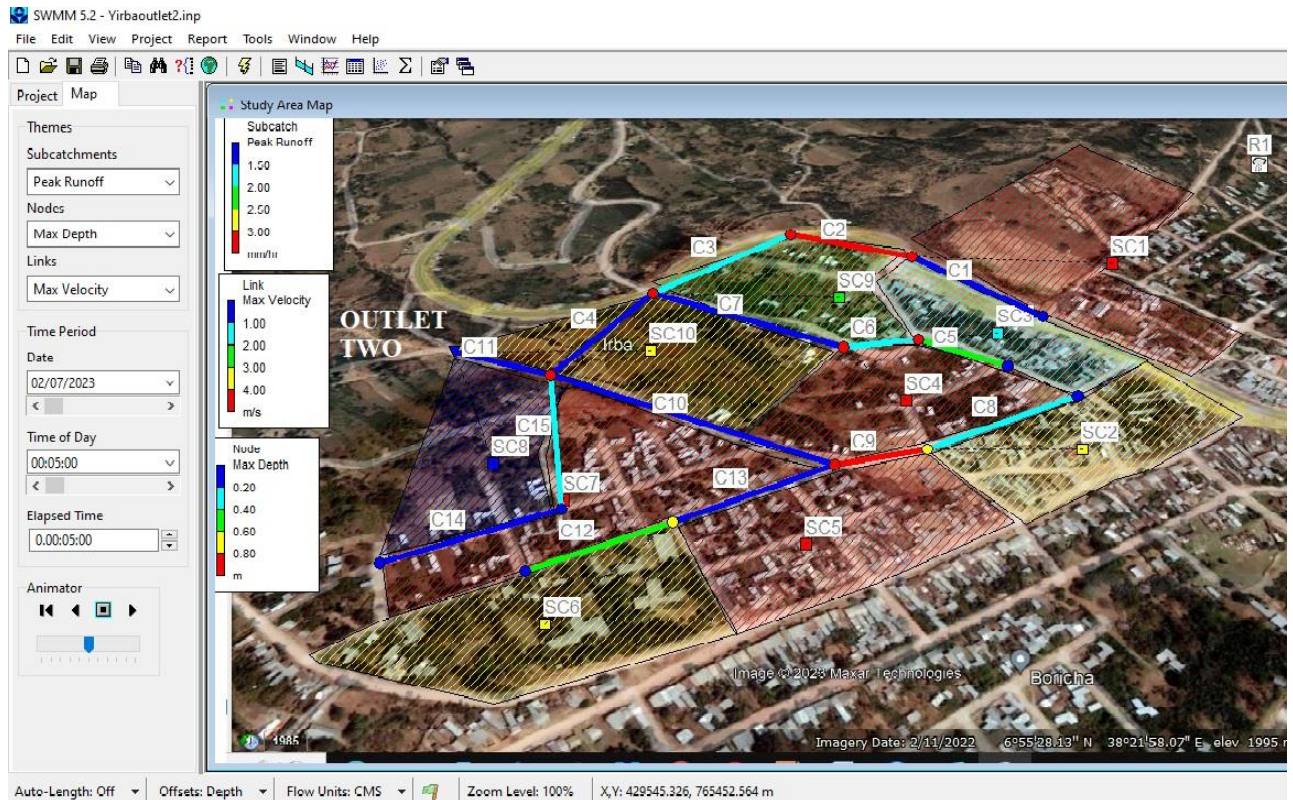 SWMM 5.2 - Yirbaoutlet2.inp
File Edit View Project Report Tools Window Help
Project Map
Study Area Map
Themes
Subcatchments
Peak Runoff
Nodes
Max Depth
Links
Max Velocity
Time Period
Date
02/07/2023
Time of Day
00:05:00
Elapsed Time
0.00:05:00
Animator
Subcatch
Peak Runoff
1.50
2.00
2.50
3.00
mm/hr
Link
Max Velocity
1.00
2.00
3.00
4.00
m/s
Node
Max Depth
0.20
0.40
0.60
0.80
m
R1
C2
SC1
C3
C1
SC9
C7
SC3
OUTLET
TWO
C4
C6
C5
C11
Irba
SC10
SC4
C10
C8
C15
C9
SC2
SC8
C13
SC7
C14
C12
SC5
SC6
Image © 2023 Maxar Technologies
Boricha
1985
Imagery Date: 2/11/2022 6°55'28.13" N 38°21'58.07" E elev 1995 m
Auto-Length: Off Offsets: Depth Flow Units: CMS Zoom Level: 100% X,Y: 429545.326, 765452.564 m